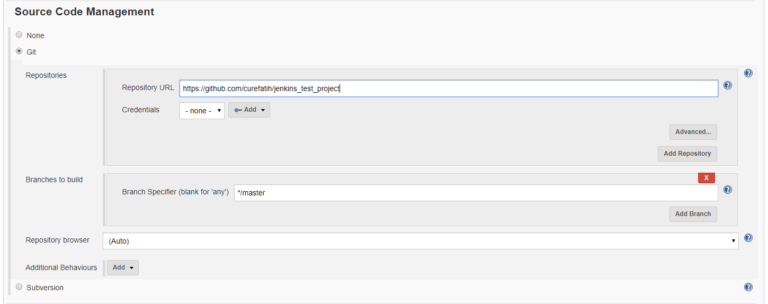 Source Code Management
None
Git
Repositories
Repository URL https://github.com/curefatih/jenkins_test_project
Credentials - none - Add
Advanced...
Add Repository
Branches to build
X
Branch Specifier (blank for 'any') */master
Add Branch
Repository browser (Auto)
Additional Behaviours Add
Subversion